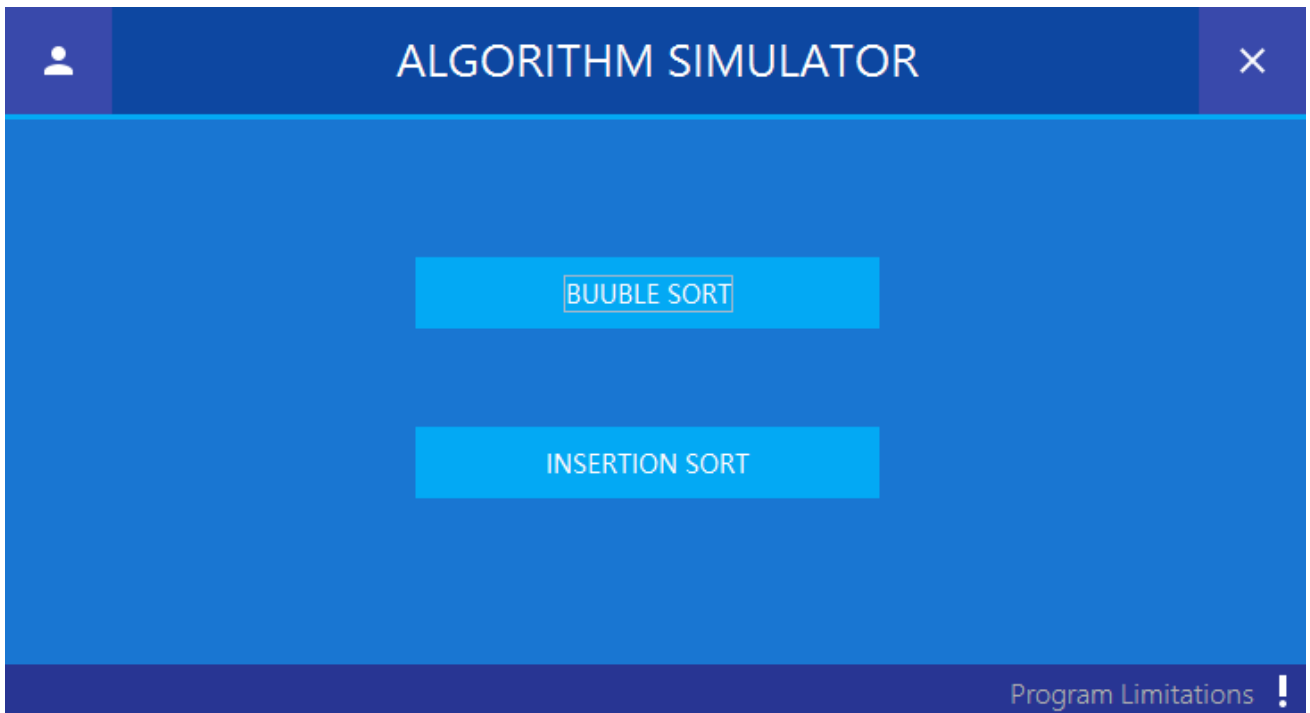 ALGORITHM SIMULATOR
BUUBLE SORT
INSERTION SORT
Program Limitations !